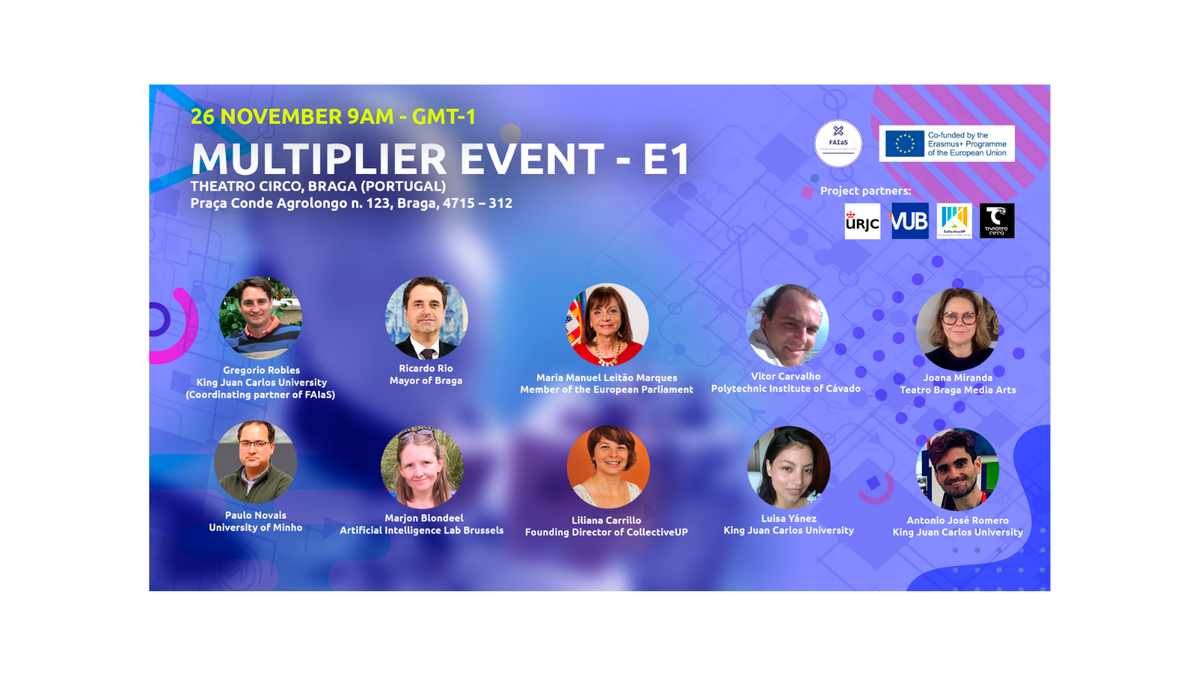 26 NOVEMBER 9AM - GMT-1
MULTIPLIER EVENT - E1
THEATRO CIRCO, BRAGA (PORTUGAL)
Praça Conde Agrolongo n. 123, Braga, 4715 – 312
FAIaS
Co-funded by the
Erasmus+ Programme
of the European Union
Project partners:
URJC
VUB
CollectiveUP
THEATRO
CIRCO
Gregorio Robles
King Juan Carlos University
(Coordinating partner of FAIaS)
Ricardo Rio
Mayor of Braga
Maria Manuel Leitão Marques
Member of the European Parliament
Vitor Carvalho
Polytechnic Institute of Cávado
Joana Miranda
Teatro Braga Media Arts
Paulo Novais
University of Minho
Marjon Blondeel
Artificial Intelligence Lab Brussels
Liliana Carrillo
Founding Director of CollectiveUP
Luisa Yánez
King Juan Carlos University
Antonio José Romero
King Juan Carlos University